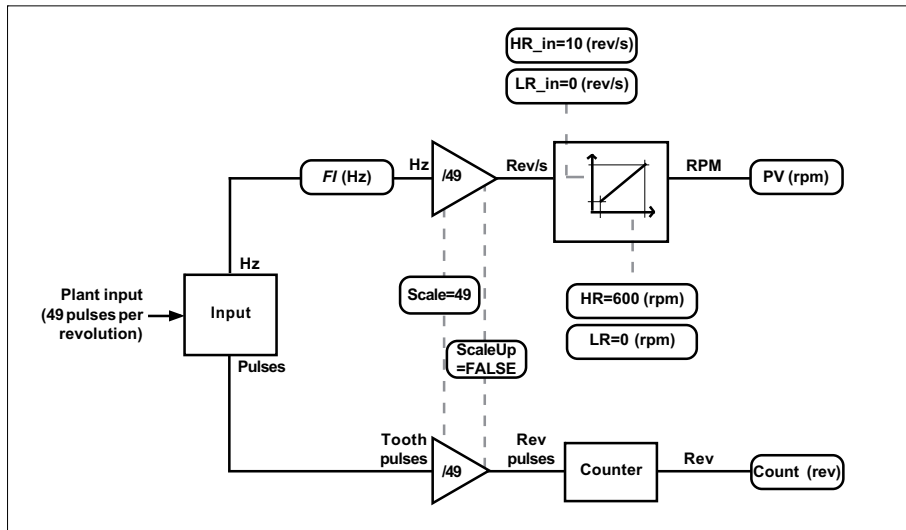 HR_in=10 (rev/s)
LR_in=0 (rev/s)
FI (Hz)
Hz
/49
Rev/s
RPM
PV (rpm)
Hz
Plant input
(49 pulses per
revolution)
Input
Scale=49
HR=600 (rpm)
LR=0 (rpm)
ScaleUp
=FALSE
Pulses
Tooth
pulses
/49
Rev
pulses
Counter
Rev
Count (rev)